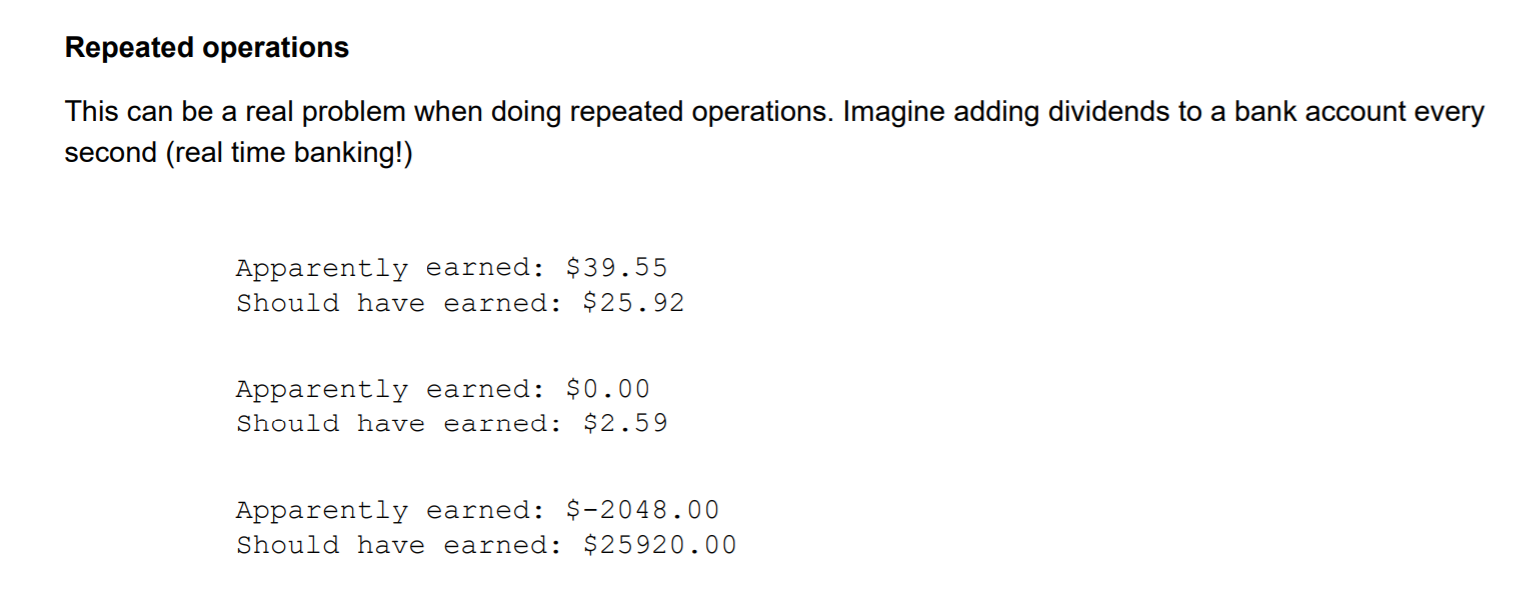 Repeated operations
This can be a real problem when doing repeated operations. Imagine adding dividends to a bank account every
second (real time banking!)
Apparently earned: $39.55
Should have earned: $25.92
Apparently earned: $0.00
Should have earned: $2.59
Apparently earned: $-2048.00
Should have earned: $25920.00